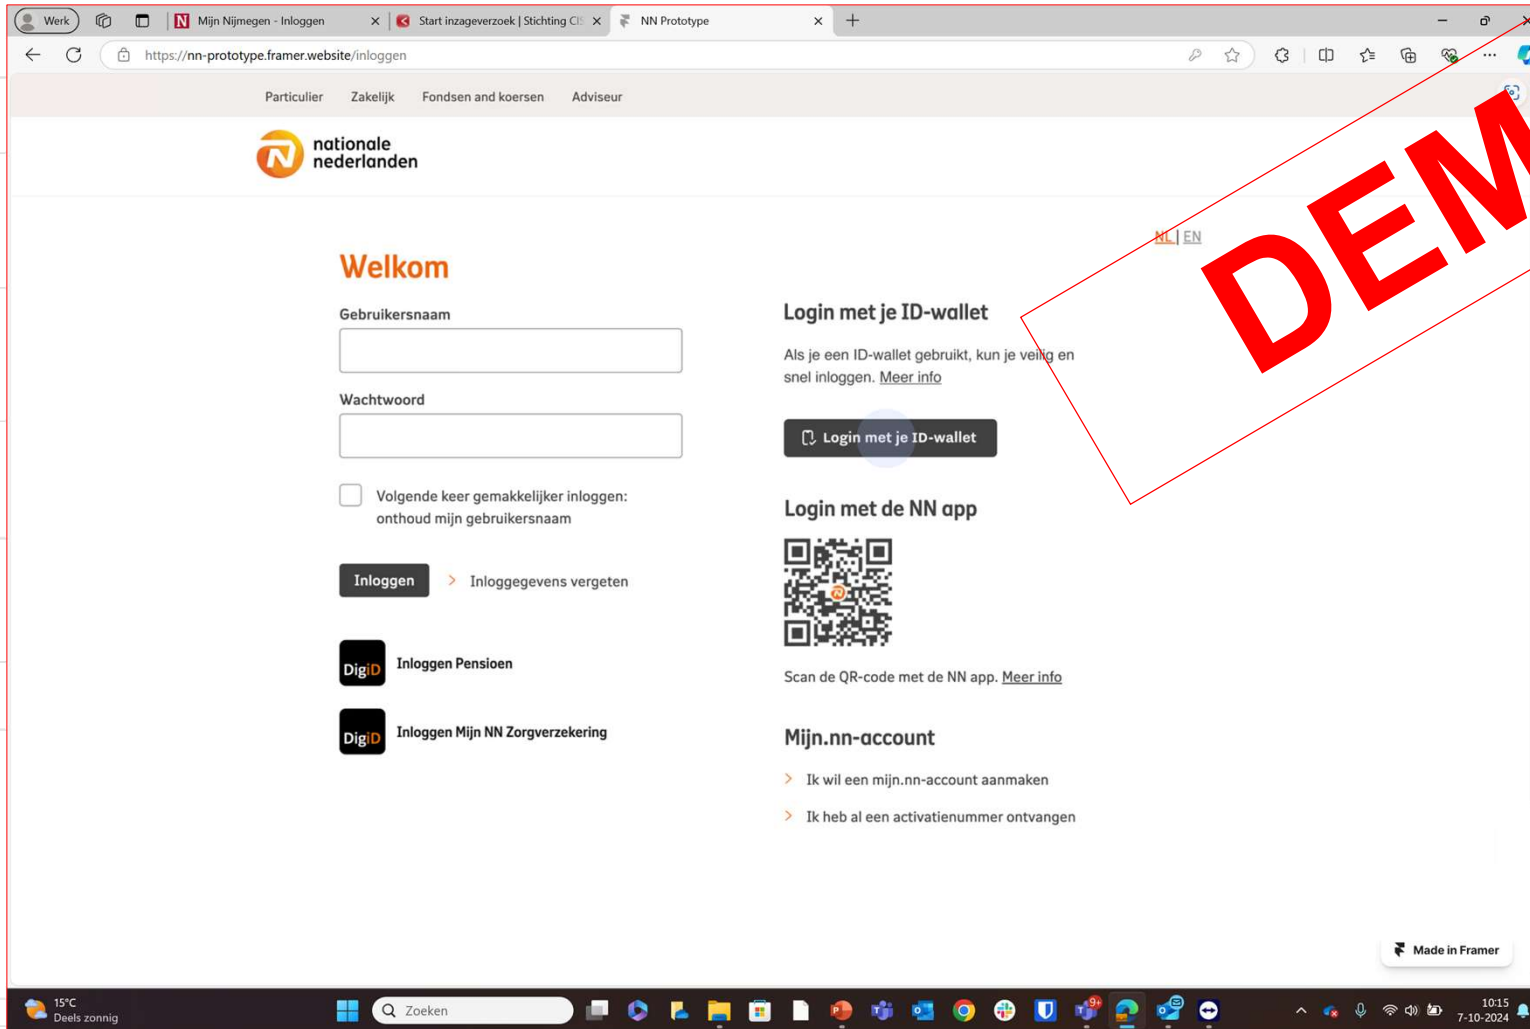 Werk
Mijn Nijmegen - Inloggen
Start inzageverzoek | Stichting CIS
NN Prototype
https://nn-prototype.framer.website/inloggen
Particulier Zakelijk Fondsen and koersen Adviseur
nationale
nederlanden
DEM
NL | EN
Welkom
Gebruikersnaam
Wachtwoord
Volgende keer gemakkelijker inloggen:
onthoud mijn gebruikersnaam
Inloggen
Inloggegevens vergeten
DigiD Inloggen Pensioen
DigiD Inloggen Mijn NN Zorgverzekering
Login met je ID-wallet
Als je een ID-wallet gebruikt, kun je veilig en
snel inloggen. Meer info
Login met je ID-wallet
Login met de NN app
Scan de QR-code met de NN app. Meer info
Mijn.nn-account
Ik wil een mijn.nn-account aanmaken
Ik heb al een activatienummer ontvangen
Made in Framer
15°C
Deels zonnig
Zoeken
9+
10:15
7-10-2024